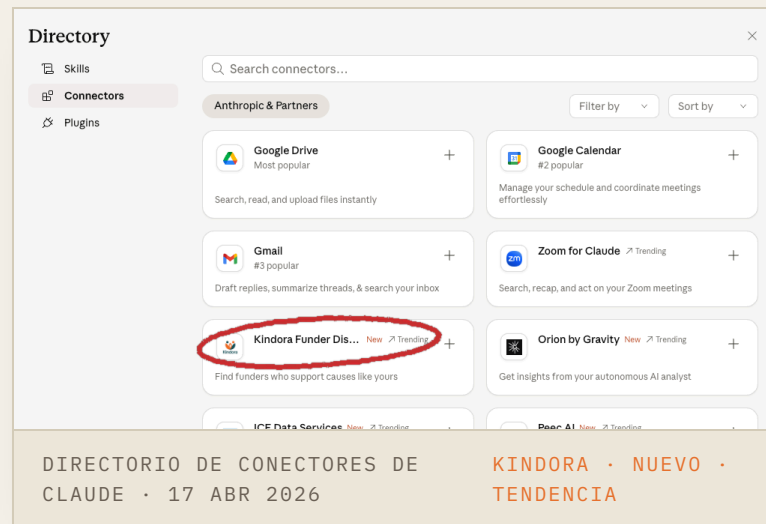 Directory
Skills
Connectors
Plugins
Search connectors...
Anthropic & Partners
Filter by
Sort by
Google Drive
Most popular
Search, read, and upload files instantly
Google Calendar
#2 popular
Manage your schedule and coordinate meetings
effortlessly
Gmail
#3 popular
Draft replies, summarize threads, & search your inbox
zm
Zoom for Claude Trending
Search, recap, and act on your Zoom meetings
Kindora Funder Dis... New Trending
Find funders who support causes like yours
Orion by Gravity New Trending
Get insights from your autonomous AI analyst
ICE Data Services New Trending
Peec AI New Trending
DIRECTORIO DE CONECTORES DE
CLAUDE · 17 ABR 2026
KINDORA · NUEVO ·
TENDENCIA